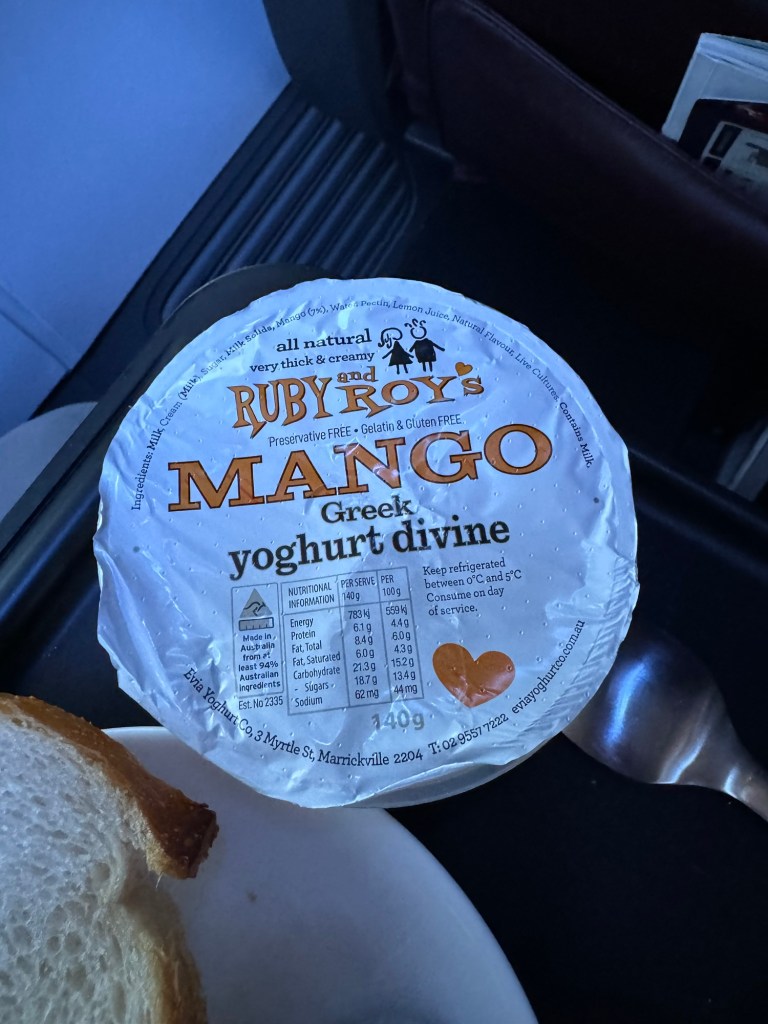 Ingredients: Milk, Cream (Milk), Sugar, Milk Solids, Mango (7%), Water, Pectin, Lemon Juice, Natural Flavour, Live Cultures. Contains Milk.
all natural
very thick & creamy
RUBY and ROY's
Preservative FREE • Gelatin & Gluten FREE
MANGO
Greek
yoghurt divine
Keep refrigerated
between 0°C and 5°C
Consume on day
of service.
NUTRITIONAL INFORMATION PER SERVE 140g PER 100g
Energy 783 kj 559 kj
Protein 6.1 g 4.4 g
Fat, Total 8.4 g 6.0 g
Fat, Saturated 6.0 g 4.3 g
Carbohydrate 21.3 g 15.2 g
- Sugars 18.7 g 13.4 g
Sodium 62 mg 44 mg
Made in
Australia
from at
least 94%
Australian
ingredients
Est. No 2335
140g
Evia Yoghurt Co, 3 Myrtle St, Marrickville 2204 T: 02 9557 7222 eviayoghurtco.com.au